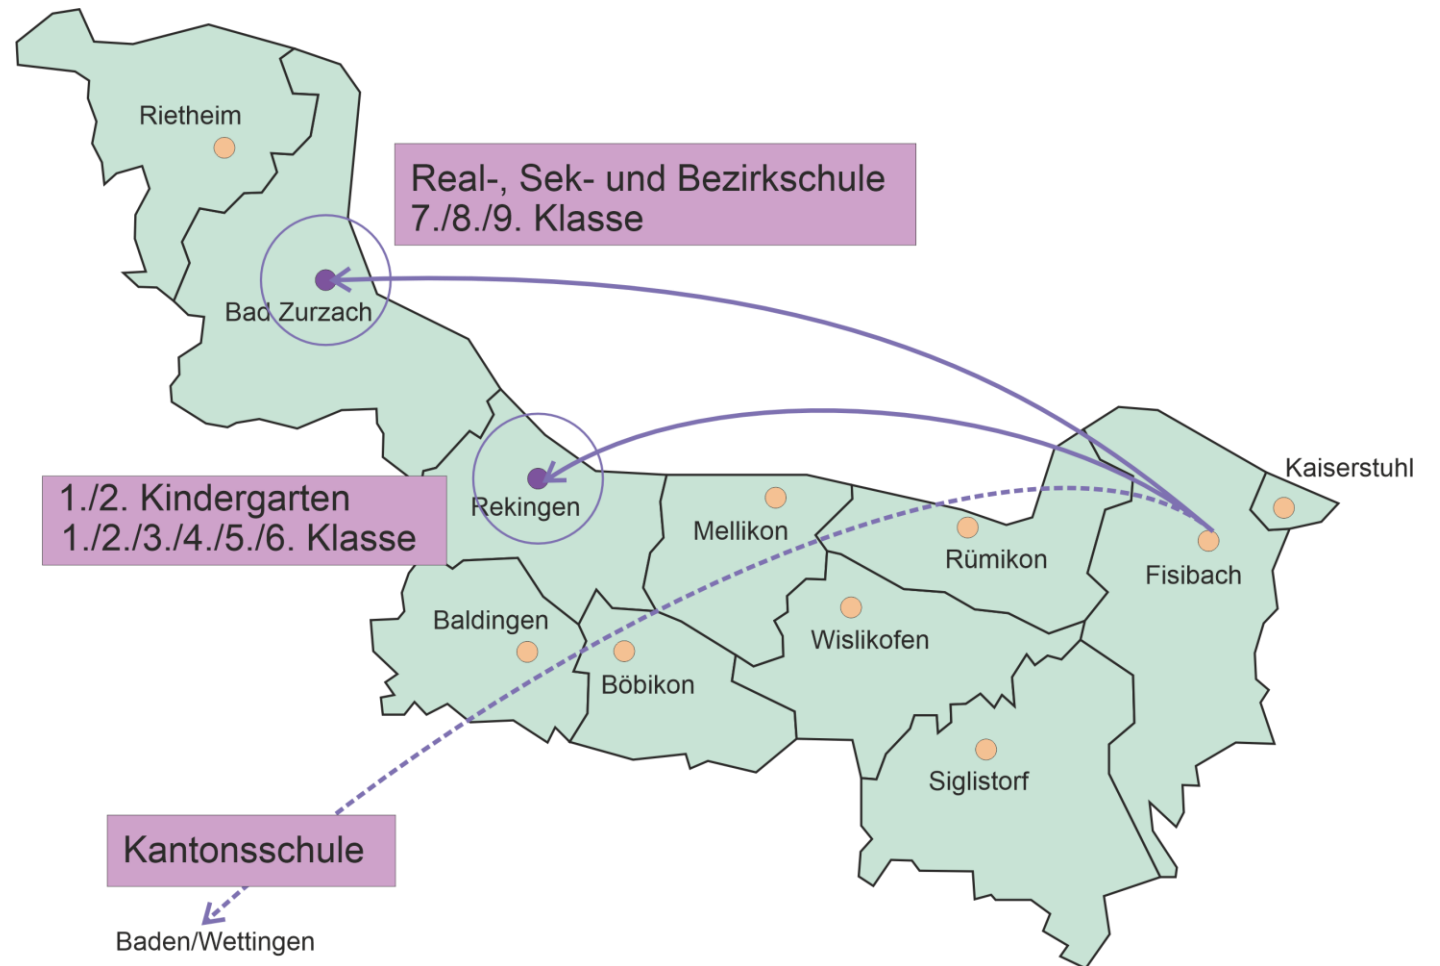 Rietheim
Real-, Sek- und Bezirkschule
7./8./9. Klasse
Bad Zurzach
Kaiserstuhl
1./2. Kindergarten
1./2./3./4./5./6. Klasse
Rekingen
Mellikon
Rümikon
Fisibach
Baldingen
Wislikofen
Böbikon
Siglistorf
Kantonsschule
Baden/Wettingen